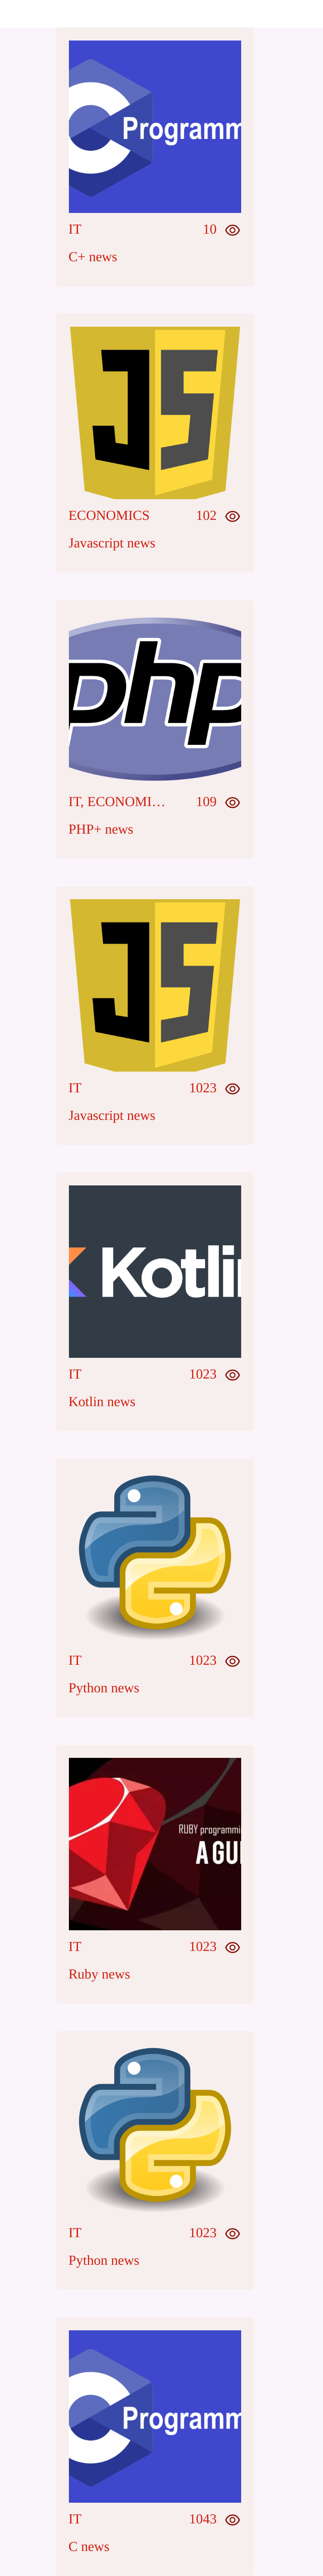 C Programm
IT 10
C+ news
JS
ECONOMICS 102
Javascript news
php
IT, ECONOMI... 109
PHP+ news
JS
IT 1023
Javascript news
Kotlin
IT 1023
Kotlin news
IT 1023
Python news
RUBY programmi
A GUI
IT 1023
Ruby news
IT 1023
Python news
C Programm
IT 1043
C news